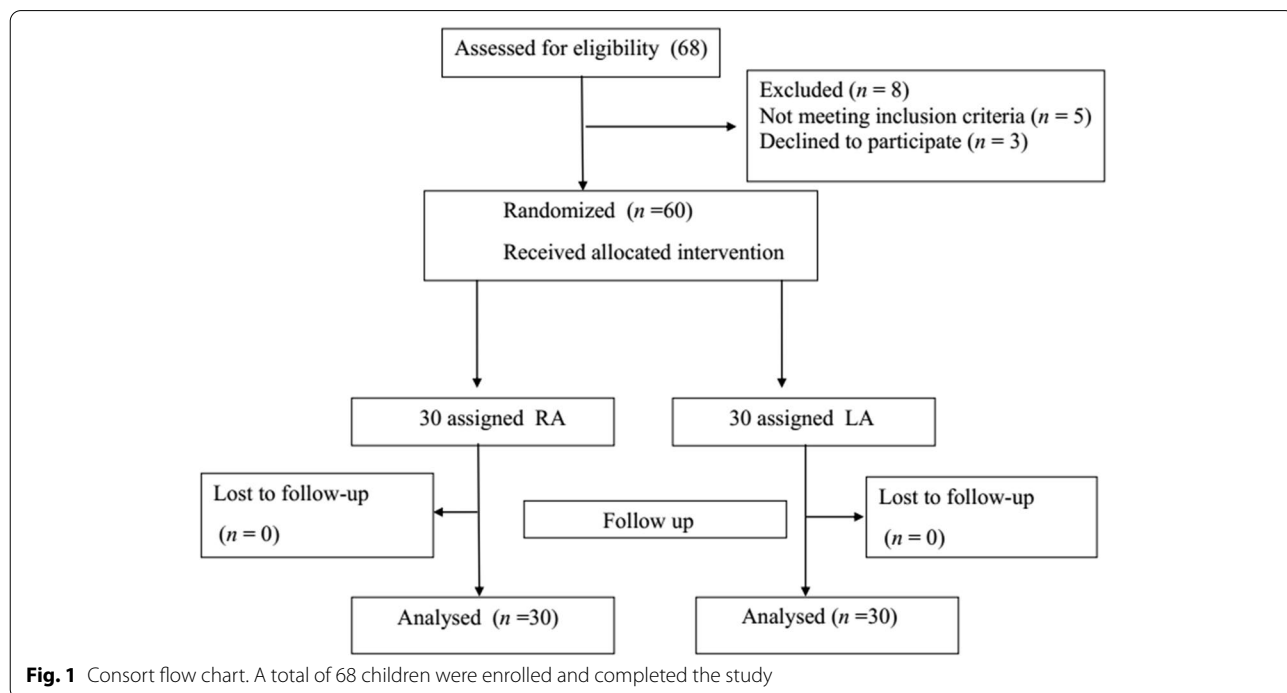 Assessed for eligibility (68)
Excluded (n = 8)
Not meeting inclusion criteria (n = 5)
Declined to participate (n = 3)
Randomized (n =60)
Received allocated intervention
30 assigned RA
30 assigned LA
Lost to follow-up
(n = 0)
Follow up
Lost to follow-up
(n = 0)
Analysed (n =30)
Analysed (n =30)
Fig. 1 Consort flow chart. A total of 68 children were enrolled and completed the study